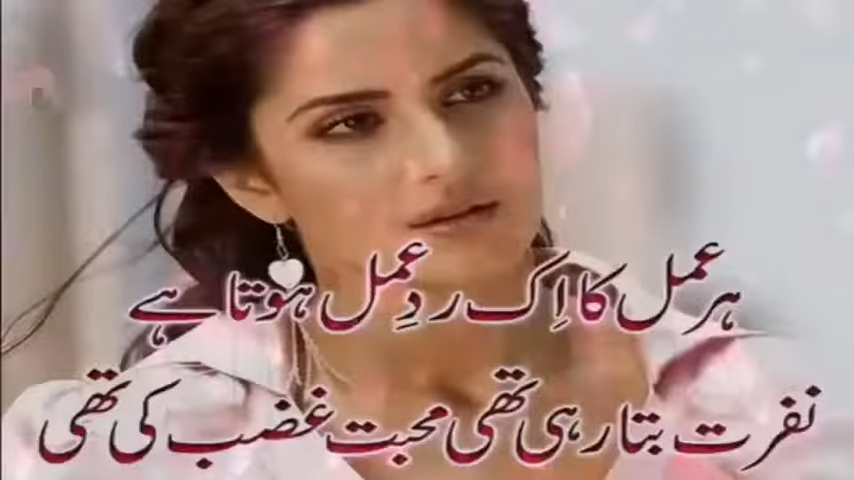 ہر عمل کا اِک ردِ عمل ہوتا ہے
نفرت بتا رہی تھی محبت غضب کی تھی